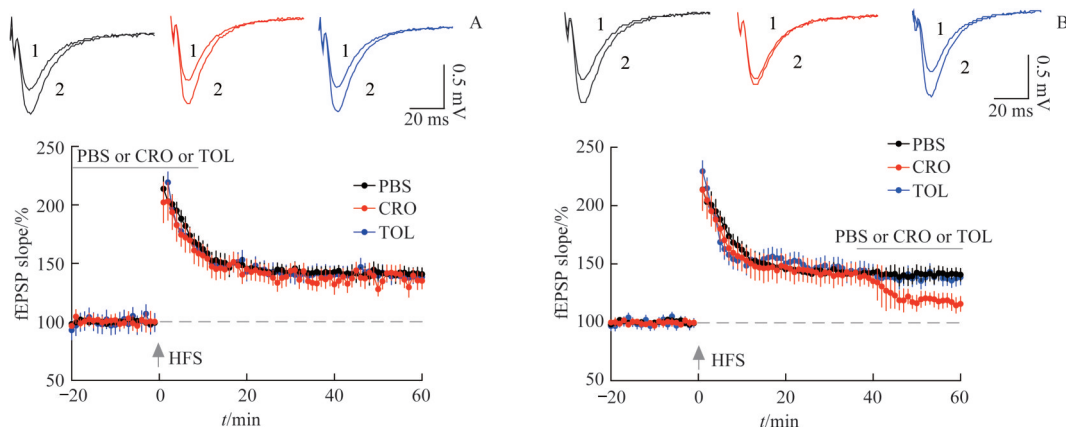 A
1
2
1
2
1
2
0.5 mV
20 ms
250
200
150
100
50
fEPSP slope/%
PBS or CRO or TOL
PBS
CRO
TOL
HFS
−20
0
20
40
60
t/min
B
1
2
1
2
1
2
0.5 mV
20 ms
250
200
150
100
50
fEPSP slope/%
PBS
CRO
TOL
PBS or CRO or TOL
HFS
−20
0
20
40
60
t/min